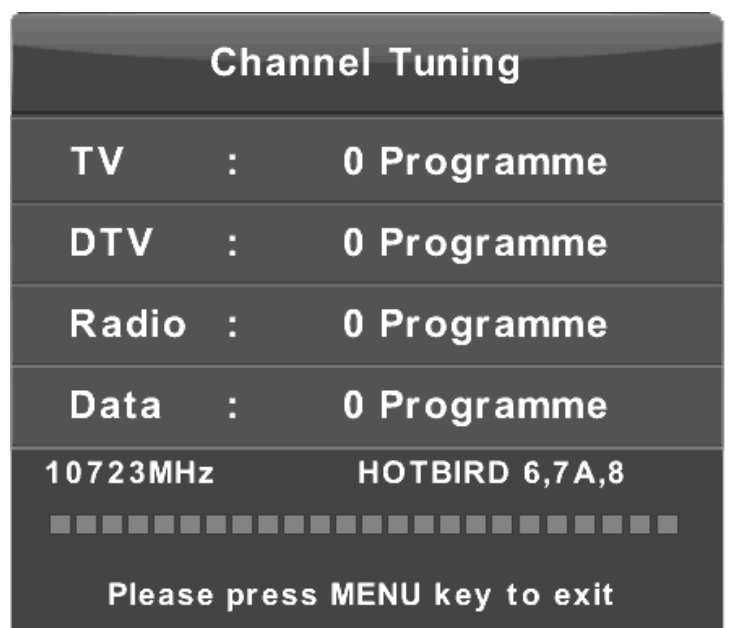 Channel Tuning
TV : 0 Programme
DTV : 0 Programme
Radio : 0 Programme
Data : 0 Programme
10723MHz HOTBIRD 6,7A,8
Please press MENU key to exit